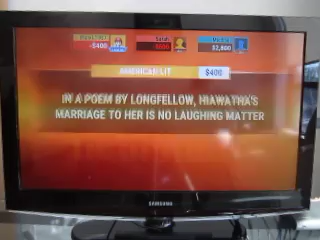 -$400
Sarah
$600
$2,800
AMERICAN LIT
$400
IN A POEM BY LONGFELLOW, HIAWATHA'S
MARRIAGE TO HER IS NO LAUGHING MATTER
SAMSUNG